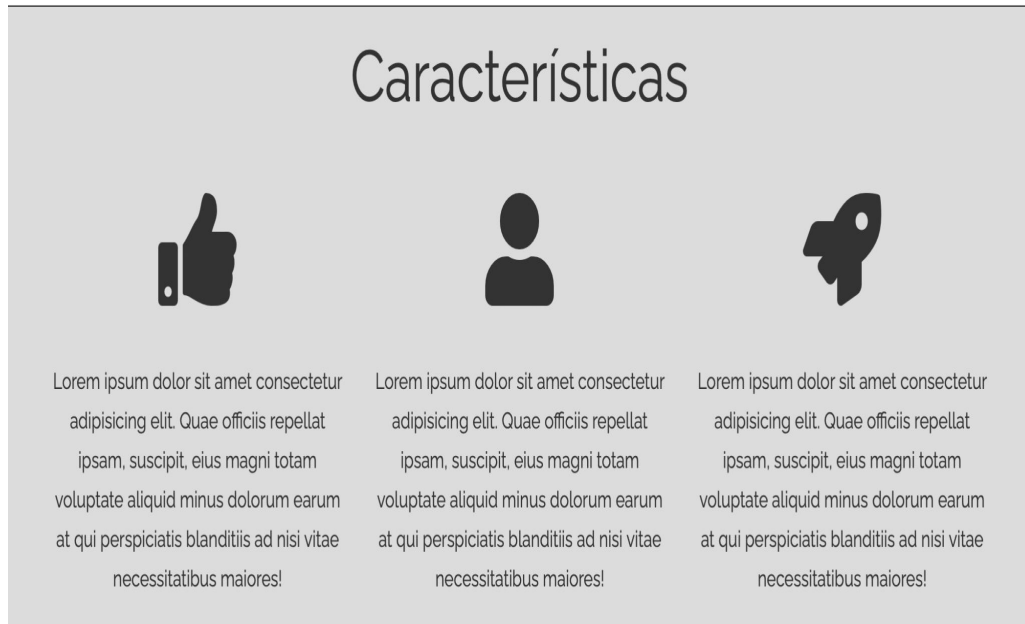 Características
Lorem ipsum dolor sit amet consectetur
adipisicing elit. Quae officiis repellat
ipsam, suscipit, eius magni totam
voluptate aliquid minus dolorum earum
at qui perspiciatis blanditiis ad nisi vitae
necessitatibus maiores!
Lorem ipsum dolor sit amet consectetur
adipisicing elit. Quae officiis repellat
ipsam, suscipit, eius magni totam
voluptate aliquid minus dolorum earum
at qui perspiciatis blanditiis ad nisi vitae
necessitatibus maiores!
Lorem ipsum dolor sit amet consectetur
adipisicing elit. Quae officiis repellat
ipsam, suscipit, eius magni totam
voluptate aliquid minus dolorum earum
at qui perspiciatis blanditiis ad nisi vitae
necessitatibus maiores!